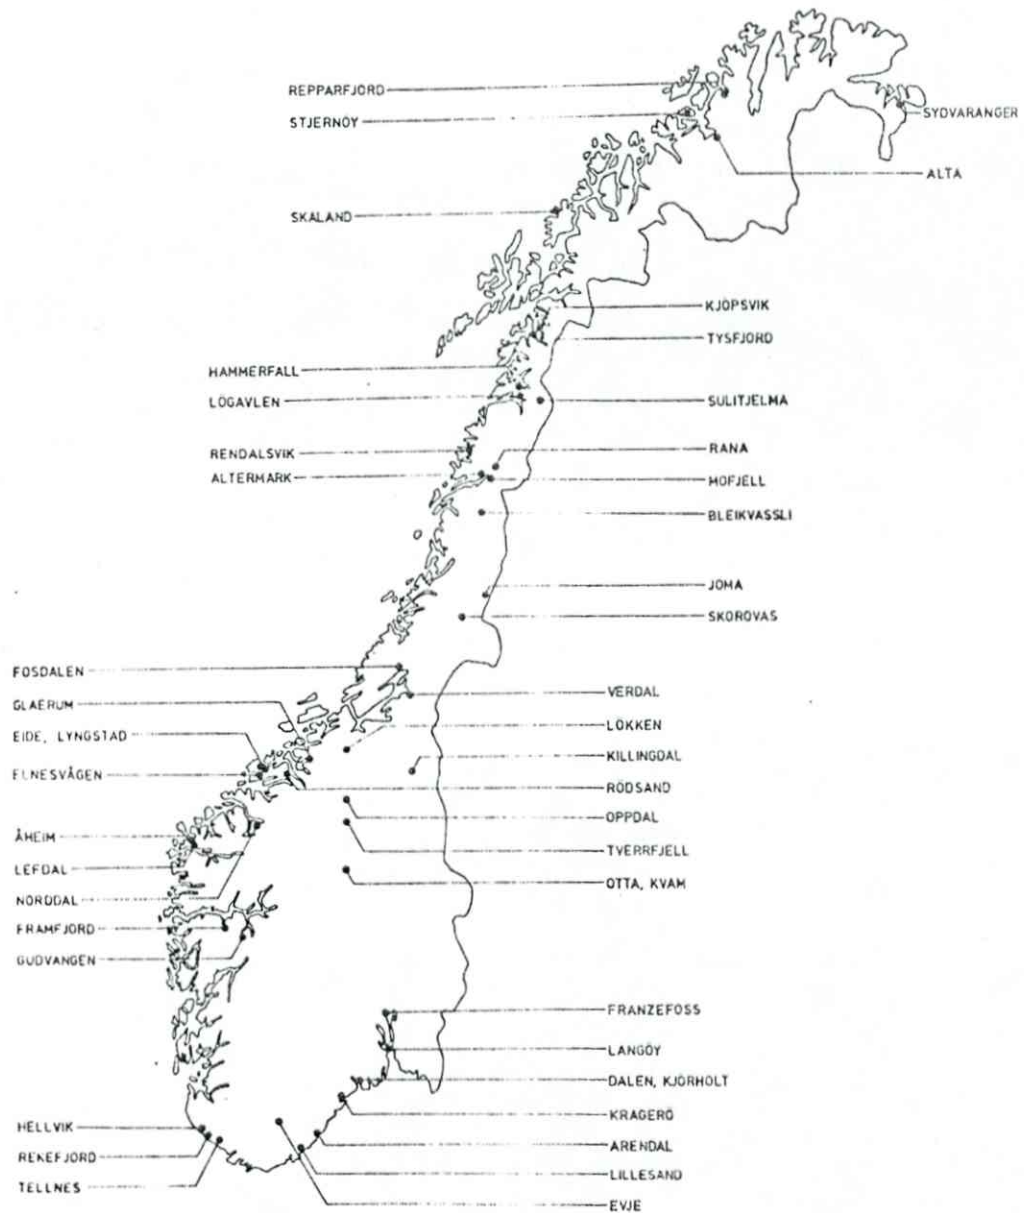 REPPARFJORD
STJERNÖY
SYDVARANGER
ALTA
SKALAND
KJÖPSVIK
TYSFJORD
HAMMERFALL
LÖGAVLEN
SULITJELMA
RENDALSVIK
RANA
ALTERMARK
MOFJELL
BLEIKVASSLI
JOMA
SKOROVAS
FOSDALEN
GLAERUM
VERDAL
LÖKKEN
EIDE, LYNGSTAD
KILLINGDAL
ELNESVÅGEN
RÖDSAND
OPPDAL
ÅHEIM
TVERRFJELL
LEFDAL
OTTA, KVAM
NORDDAL
FRAMFJORD
GUDVANGEN
FRANZEFOSS
LANGÖY
DALEN, KJÖRHOLT
KRAGERÖ
HELLVIK
ARENDAL
REKEFJORD
LILLESAND
TELLNES
EVJE